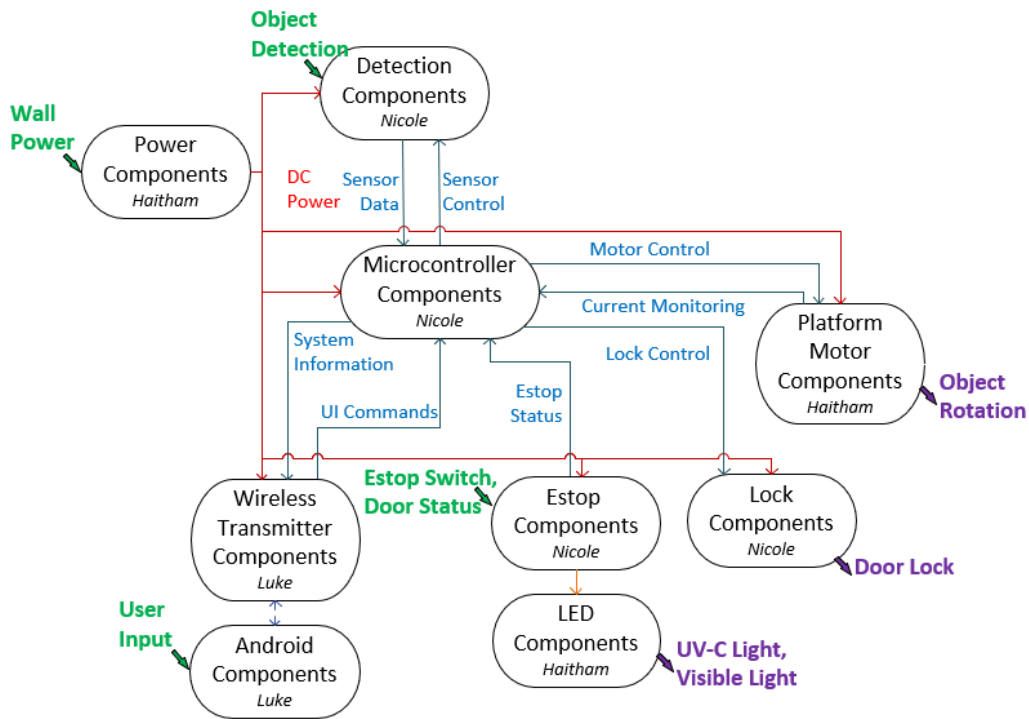 Object
Detection
Detection
Components
Nicole
Wall
Power
Power
Components
Haitham
DC
Power
Sensor
Data
Sensor
Control
Microcontroller
Components
Nicole
Motor Control
Current Monitoring
Platform
Motor
Components
Haitham
Object
Rotation
System
Information
UI Commands
Estop
Status
Lock Control
Estop Switch,
Door Status
Wireless
Transmitter
Components
Luke
Estop
Components
Nicole
Lock
Components
Nicole
Door Lock
User
Input
Android
Components
Luke
LED
Components
Haitham
UV-C Light,
Visible Light